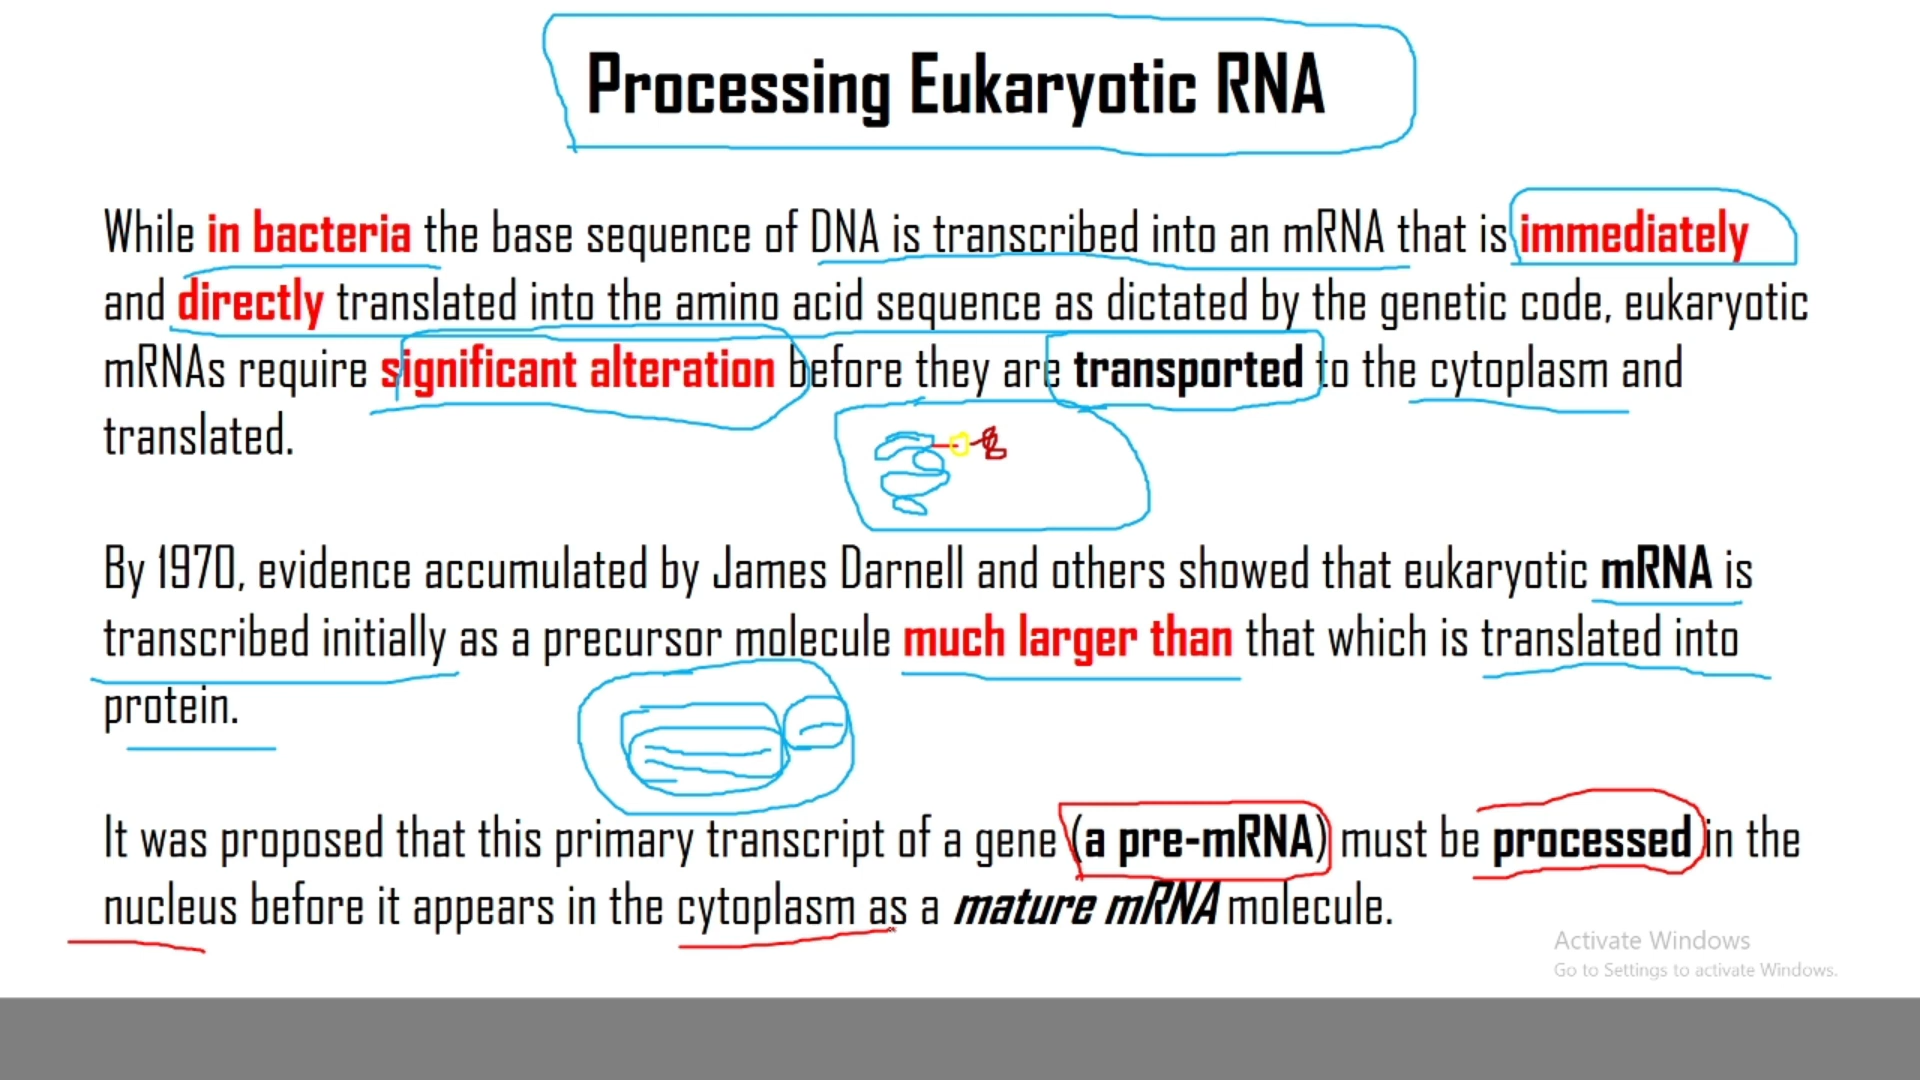 Processing Eukaryotic RNA
While in bacteria the base sequence of DNA is transcribed into an mRNA that is immediately
and directly translated into the amino acid sequence as dictated by the genetic code, eukaryotic
mRNAs require significant alteration before they are transported to the cytoplasm and
translated.
By 1970, evidence accumulated by James Darnell and others showed that eukaryotic mRNA is
transcribed initially as a precursor molecule much larger than that which is translated into
protein.
It was proposed that this primary transcript of a gene (a pre-mRNA) must be processed in the
nucleus before it appears in the cytoplasm as a mature mRNA molecule.
Activate Windows
Go to Settings to activate Windows.